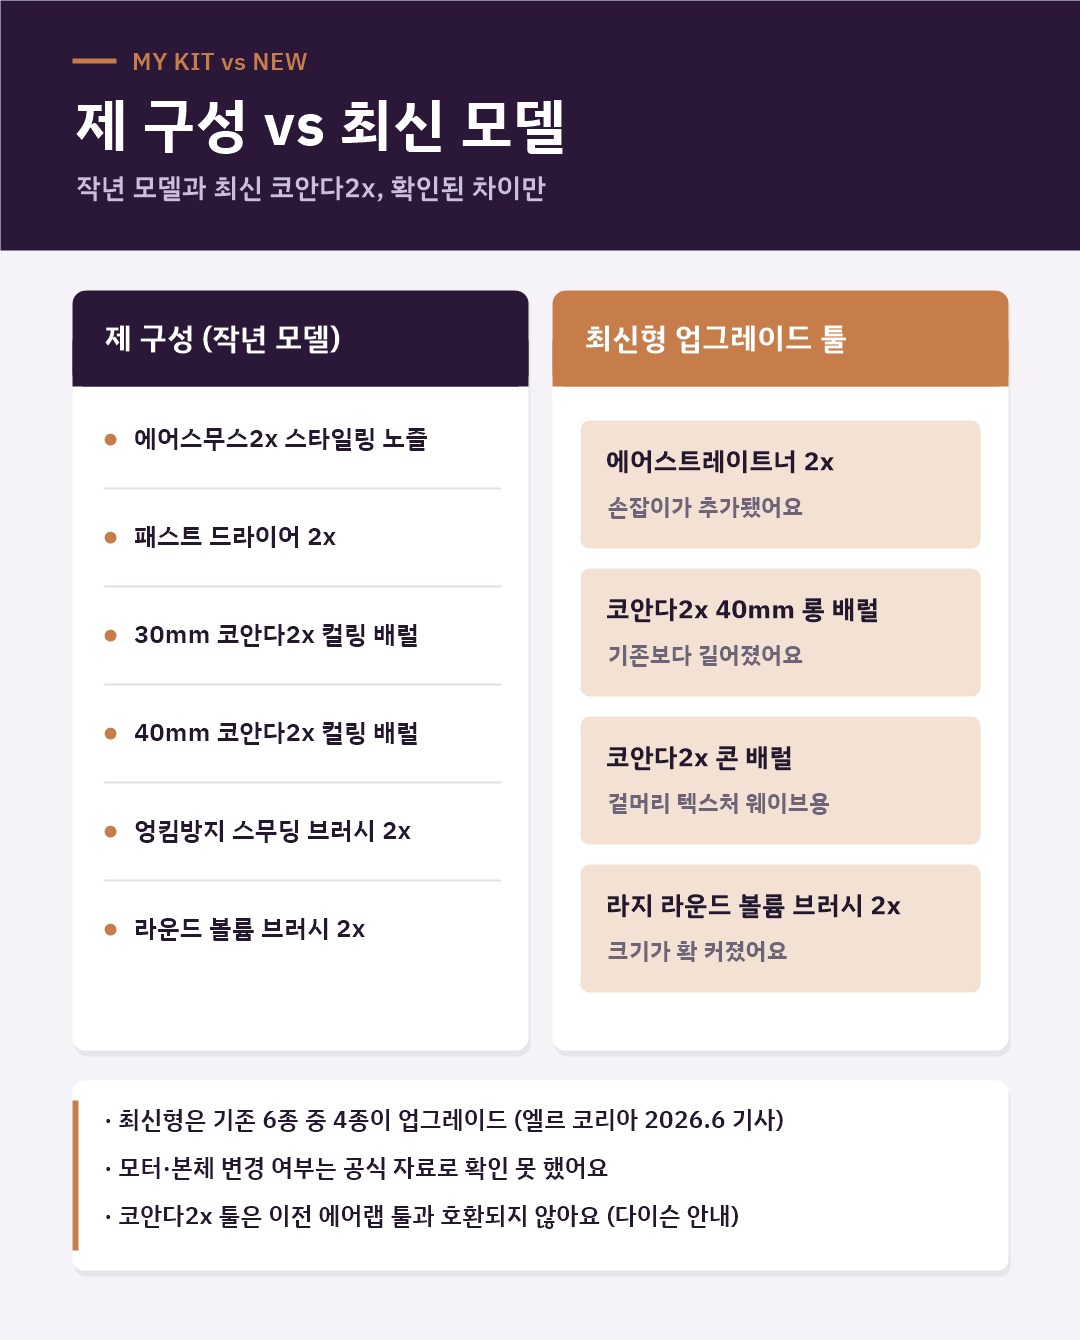 MY KIT vs NEW
제 구성 vs 최신 모델
작년 모델과 최신 코안다2x, 확인된 차이만
제 구성 (작년 모델)
에어스무스2x 스타일링 노즐
패스트 드라이어 2x
30mm 코안다2x 컬링 배럴
40mm 코안다2x 컬링 배럴
엉킴방지 스무딩 브러시 2x
라운드 볼륨 브러시 2x
최신형 업그레이드 툴
에어스트레이트너 2x
손잡이가 추가됐어요
코안다2x 40mm 롱 배럴
기존보다 길어졌어요
코안다2x 콘 배럴
겉머리 텍스처 웨이브용
라지 라운드 볼륨 브러시 2x
크기가 확 커졌어요
· 최신형은 기존 6종 중 4종이 업그레이드 (엘르 코리아 2026.6 기사)
· 모터·본체 변경 여부는 공식 자료로 확인 못 했어요
· 코안다2x 툴은 이전 에어랩 툴과 호환되지 않아요 (다이슨 안내)